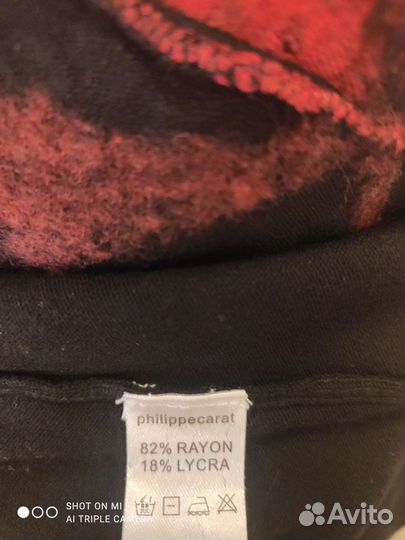 philippecarat
82% RAYON
18% LYCRA
SHOT ON MI
AI TRIPLE CAMERA
Avito